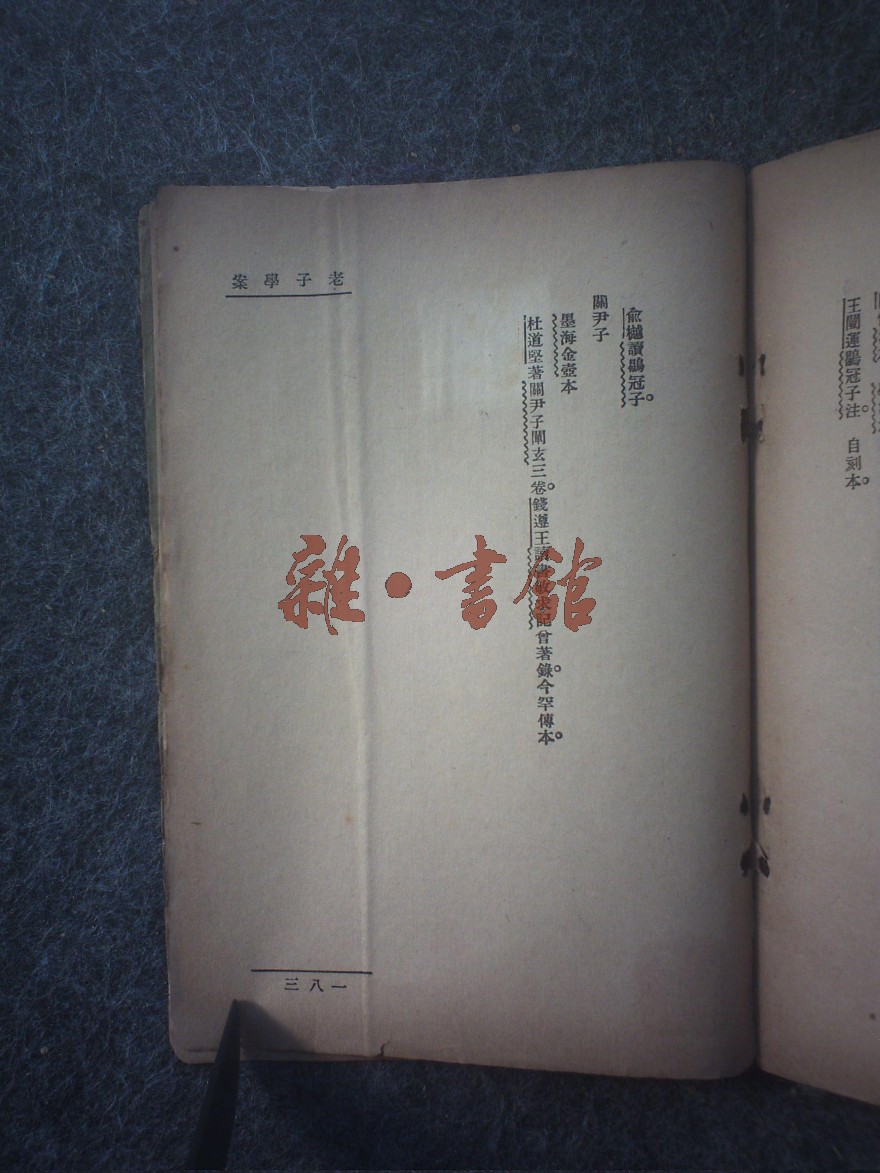 王闓運鶡冠子注。 自刻本。
俞樾讀鶡冠子。
關尹子
墨海金壺本
杜道堅著關尹子闡玄三卷。錢遵王讀書敏求記曾著錄。今罕傳本。
老子學案
一八三
雜·書館